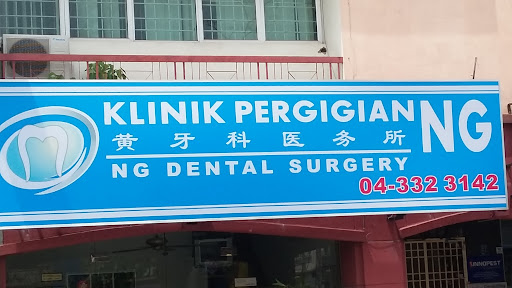 KLINIK PERGIGIAN NG
黄牙科医务所
NG DENTAL SURGERY
04-332 3142